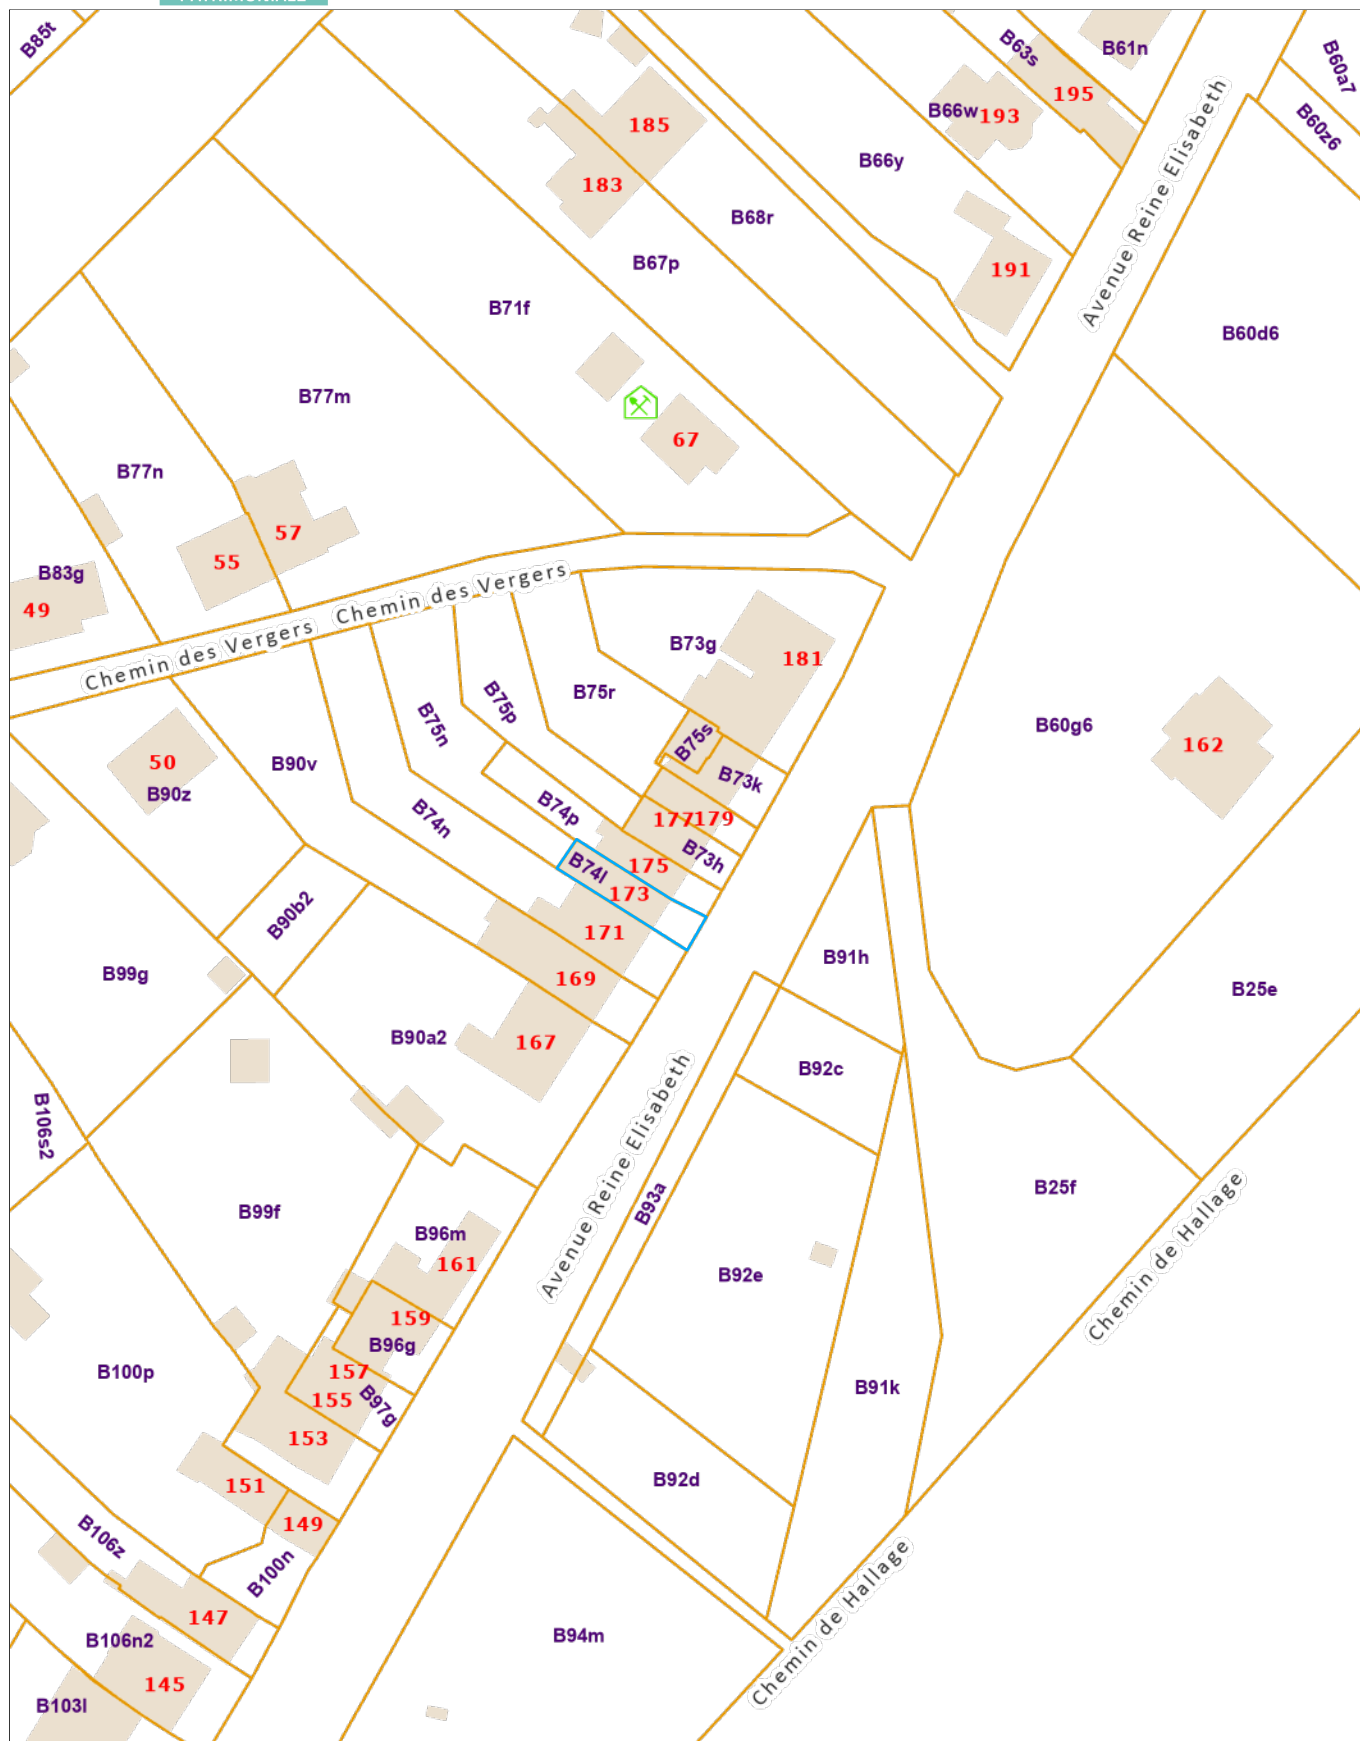 B85t
B63s
B61n
B60a7
195
B66w
193
B60z6
185
B66y
183
B68r
Avenue Reine Elisabeth
B67p
191
B71f
B60d6
B77m
67
B77n
57
55
B83g
49
Chemin des Vergers
Chemin des Vergers
B73g
181
B75r
B75p
B75n
B60g6
162
B75s
50
B90z
B90v
B73k
B74p
B74n
177
179
B73h
175
B74l
173
171
B90b2
B91h
B99g
169
B25e
B90a2
167
B92c
B106s2
B25f
B93a
Avenue Reine Elisabeth
B99f
B96m
161
Chemin de Hallage
B92e
159
B96g
B100p
157
155
B97g
B91k
153
151
B92d
149
B106z
B100n
Chemin de Hallage
147
B106n2
B94m
145
B103l